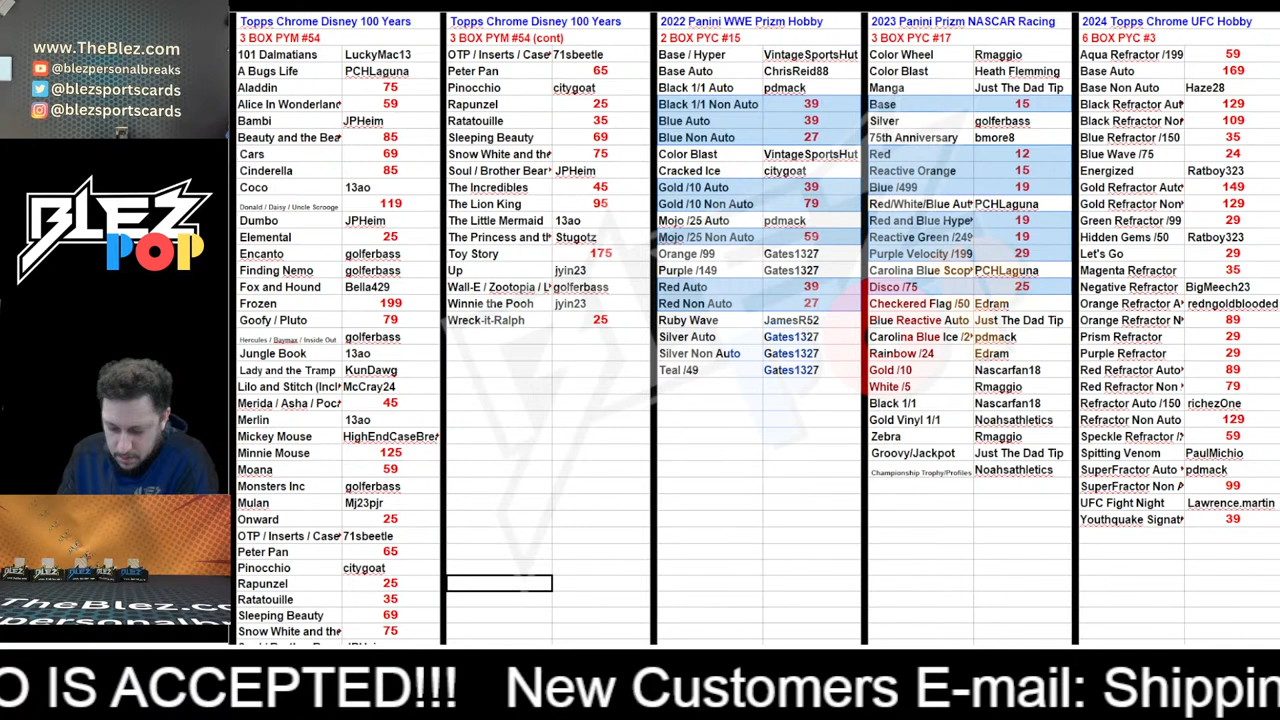 www.TheBlez.com
@blezpersonalbreaks
@blezsportscards
@blezsportscards
BLEZ
POP
BLEZ BLEZ BLEZ BLEZ BLEZ
TheBlez.co
Topps Chrome Disney 100 Years
3 BOX PYM #54
101 Dalmatians LuckyMac13
A Bugs Life PCHLaguna
Aladdin 75
Alice In Wonderlan 59
Bambi JPHeim
Beauty and the Bea 85
Cars 69
Cinderella 85
Coco 13ao
Donald / Daisy / Uncle Scrooge 119
Dumbo JPHeim
Elemental 25
Encanto golferbass
Finding Nemo golferbass
Fox and Hound Bella429
Frozen 199
Goofy / Pluto 79
Hercules / Baymax / Inside Out golferbass
Jungle Book 13ao
Lady and the Tramp KunDawg
Lilo and Stitch (Incl McCray24
Merida / Asha / Poc 45
Merlin 13ao
Mickey Mouse HighEndCaseBre
Minnie Mouse 125
Moana 59
Monsters Inc golferbass
Mulan Mj23pjr
Onward 25
OTP / Inserts / Case 71sbeetle
Peter Pan 65
Pinocchio citygoat
Rapunzel 25
Ratatouille 35
Sleeping Beauty 69
Snow White and the 75
Topps Chrome Disney 100 Years
3 BOX PYM #54 (cont)
OTP / Inserts / Case 71sbeetle
Peter Pan 65
Pinocchio citygoat
Rapunzel 25
Ratatouille 35
Sleeping Beauty 69
Snow White and the 75
Soul / Brother Bear JPHeim
The Incredibles 45
The Lion King 95
The Little Mermaid 13ao
The Princess and th Stugotz
Toy Story 175
Up jyin23
Wall-E / Zootopia / L golferbass
Winnie the Pooh jyin23
Wreck-it-Ralph 25
2022 Panini WWE Prizm Hobby
2 BOX PYC #15
Base / Hyper VintageSportsHut
Base Auto ChrisReid88
Black 1/1 Auto pdmack
Black 1/1 Non Auto 39
Blue Auto 39
Blue Non Auto 27
Color Blast VintageSportsHut
Cracked Ice citygoat
Gold /10 Auto 39
Gold /10 Non Auto 79
Mojo /25 Auto pdmack
Mojo /25 Non Auto 59
Orange /99 Gates1327
Purple /149 Gates1327
Red Auto 39
Red Non Auto 27
Ruby Wave JamesR52
Silver Auto Gates1327
Silver Non Auto Gates1327
Teal /49 Gates1327
2023 Panini Prizm NASCAR Racing
3 BOX PYC #17
Color Wheel Rmaggio
Color Blast Heath Flemming
Manga Just The Dad Tip
Base 15
Silver golferbass
75th Anniversary bmore8
Red 12
Reactive Orange 15
Blue /499 19
Red/White/Blue Aut PCHLaguna
Red and Blue Hype 19
Reactive Green /249 19
Purple Velocity /199 29
Carolina Blue Scop PCHLaguna
Disco /75 25
Checkered Flag /50 Edram
Blue Reactive Auto Just The Dad Tip
Carolina Blue Ice /2 pdmack
Rainbow /24 Edram
Gold /10 Nascarfan18
White /5 Rmaggio
Black 1/1 Nascarfan18
Gold Vinyl 1/1 Noahsathletics
Zebra Rmaggio
Groovy/Jackpot Just The Dad Tip
Championship Trophy/Profiles Noahsathletics
2024 Topps Chrome UFC Hobby
6 BOX PYC #3
Aqua Refractor /199 59
Base Auto 169
Base Non Auto Haze28
Black Refractor Aut 129
Black Refractor No 109
Blue Refractor /150 35
Blue Wave /75 24
Energized Ratboy323
Gold Refractor Aut 149
Gold Refractor Non 129
Green Refractor /99 29
Hidden Gems /50 Ratboy323
Let's Go 29
Magenta Refractor 35
Negative Refractor BigMeech23
Orange Refractor A redngoldblooded
Orange Refractor N 89
Prism Refractor 29
Purple Refractor 29
Red Refractor Auto 89
Red Refractor Non 79
Refractor Auto /150 richezOne
Refractor Non Auto 129
Speckle Refractor / 59
Spitting Venom PaulMichio
SuperFractor Auto pdmack
SuperFractor Non A 99
UFC Fight Night Lawrence.martin
Youthquake Signat 39
O IS ACCEPTED!!! New Customers E-mail: Shippin